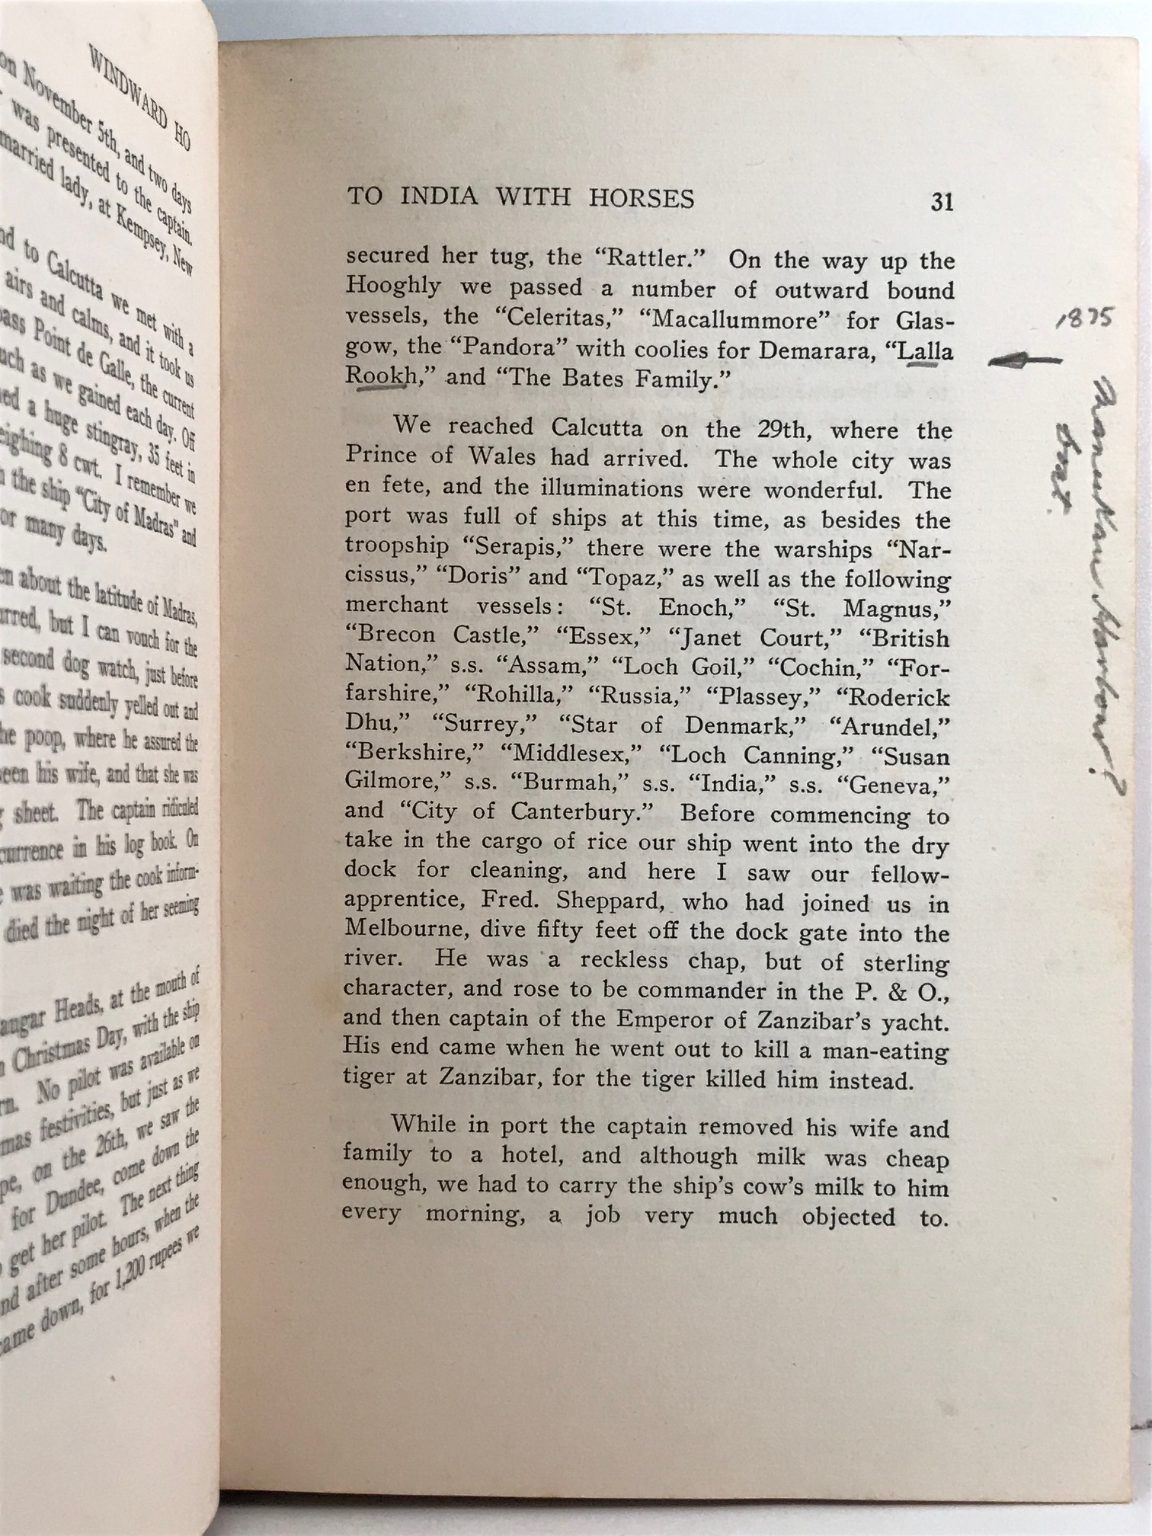 WINDWARD HO
on November 5th, and two days
was presented to the captain.
married lady, at Kempsey, New
to Calcutta we met with a
airs and calms, and it took us
pass Point de Galle, the current
much as we gained each day. Off
a huge stingray, 35 feet in
weighing 8 cwt. I remember we
the ship "City of Madras" and
for many days.
about the latitude of Madras,
but I can vouch for the
second dog watch, just before
cook suddenly yelled out and
the poop, where he assured the
seen his wife, and that she was
sheet. The captain ridiculed
in his log book. On
was waiting the cook inform-
died the night of her seeming
Heads, at the mouth of
Christmas Day, with the ship
No pilot was available on
festivities, but just as we
on the 26th, we saw the
for Dundee, come down the
get her pilot. The next thing
and after some hours, when the
came down, for 1,200 rupees we
TO INDIA WITH HORSES 31
secured her tug, the “Rattler.” On the way up the
Hooghly we passed a number of outward bound
vessels, the “Celeritas,” “Macallummore” for Glas-
gow, the “Pandora” with coolies for Demarara, “Lalla
Rookh,” and “The Bates Family.”
We reached Calcutta on the 29th, where the
Prince of Wales had arrived. The whole city was
en fete, and the illuminations were wonderful. The
port was full of ships at this time, as besides the
troopship “Serapis,” there were the warships “Nar-
cissus,” “Doris” and “Topaz,” as well as the following
merchant vessels: “St. Enoch,” “St. Magnus,”
“Brecon Castle,” “Essex,” “Janet Court,” “British
Nation,” s.s. “Assam,” “Loch Goil,” “Cochin,” “For-
farshire,” “Rohilla,” “Russia,” “Plassey,” “Roderick
Dhu,” “Surrey,” “Star of Denmark,” “Arundel,”
“Berkshire,” “Middlesex,” “Loch Canning,” “Susan
Gilmore,” s.s. “Burmah,” s.s. “India,” s.s. “Geneva,”
and “City of Canterbury.” Before commencing to
take in the cargo of rice our ship went into the dry
dock for cleaning, and here I saw our fellow-
apprentice, Fred. Sheppard, who had joined us in
Melbourne, dive fifty feet off the dock gate into the
river. He was a reckless chap, but of sterling
character, and rose to be commander in the P. & O.,
and then captain of the Emperor of Zanzibar’s yacht.
His end came when he went out to kill a man-eating
tiger at Zanzibar, for the tiger killed him instead.
While in port the captain removed his wife and
family to a hotel, and although milk was cheap
enough, we had to carry the ship’s cow’s milk to him
every morning, a job very much objected to.
1875
Manukau Harbour?
boat.